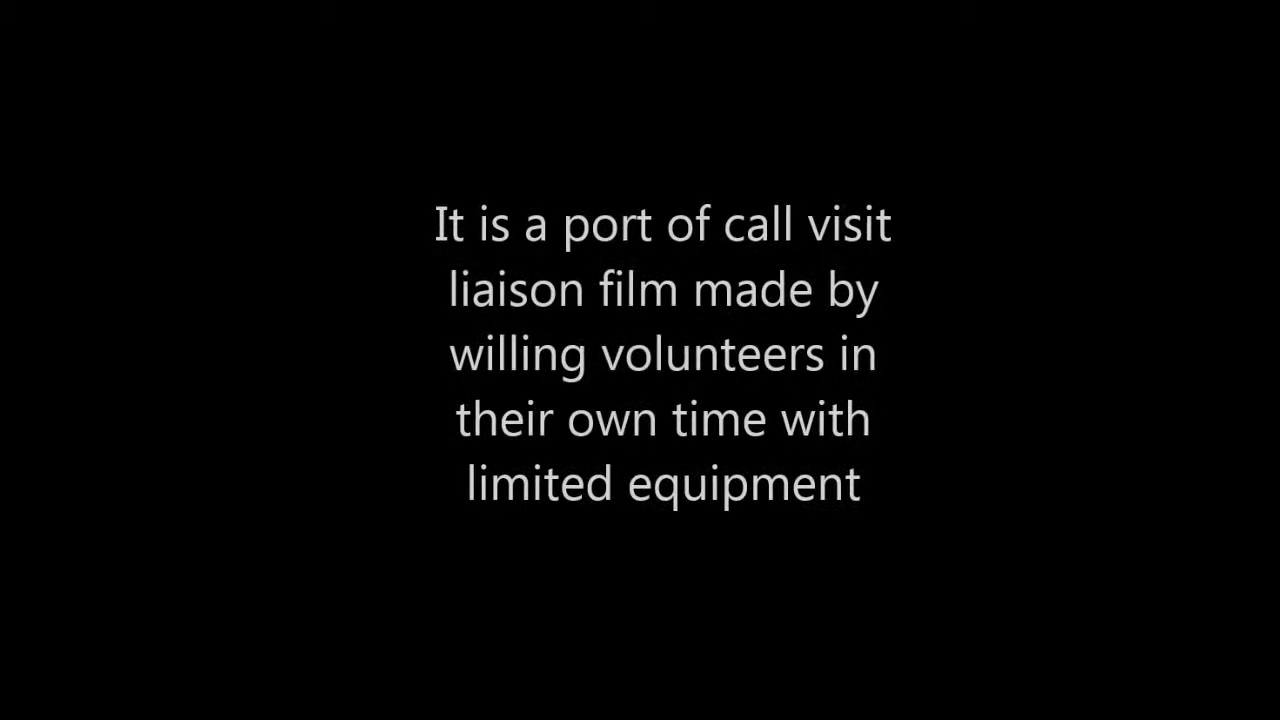 It is a port of call visit
liaison film made by
willing volunteers in
their own time with
limited equipment